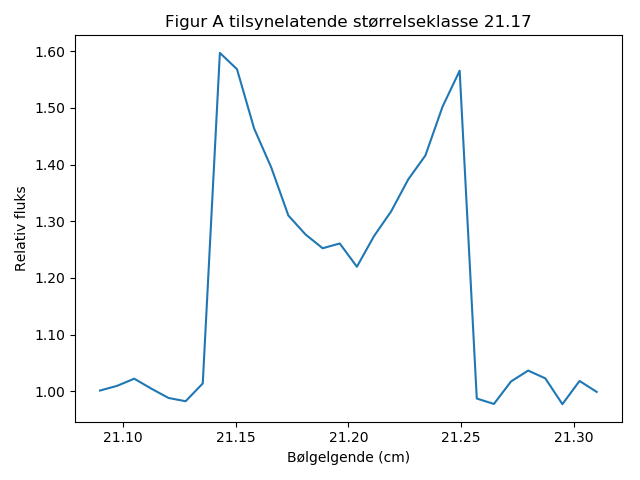 Figur A tilsynelatende størrelseklasse 21.17
1.60
1.50
1.40
1.30
1.20
1.10
1.00
Relativ fluks
21.10 21.15 21.20 21.25 21.30
Bølgelgende (cm)